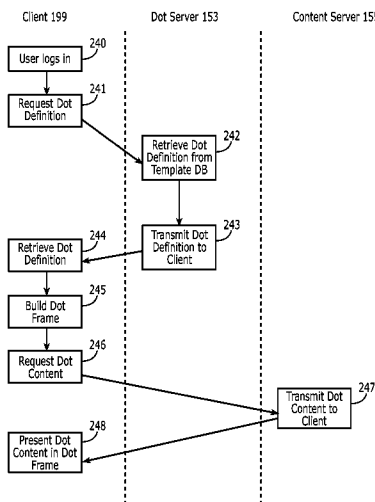 Client 199
Dot Server 153
Content Server 15
240
User logs in
241
Request Dot
Definition
242
Retrieve Dot
Definition from
Template DB
243
Transmit Dot
Definition to
Client
244
Retrieve Dot
Definition
245
Build Dot
Frame
246
Request Dot
Content
247
Transmit Dot
Content to
Client
248
Present Dot
Content in Dot
Frame